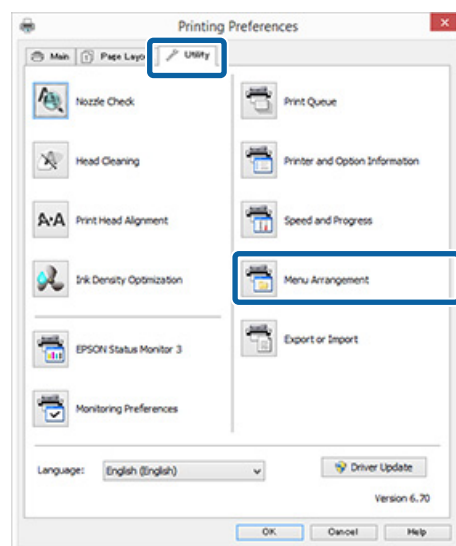 Printing Preferences
Main
Page Layo
Utility
Nozzle Check
Print Queue
Head Cleaning
Printer and Option Information
A·A
Print Head Alignment
Speed and Progress
Ink Density Optimization
Menu Arrangement
EPSON Status Monitor 3
Export or Import
Monitoring Preferences
Language:
English (English)
Driver Update
Version 6.70
OK
Cancel
Help